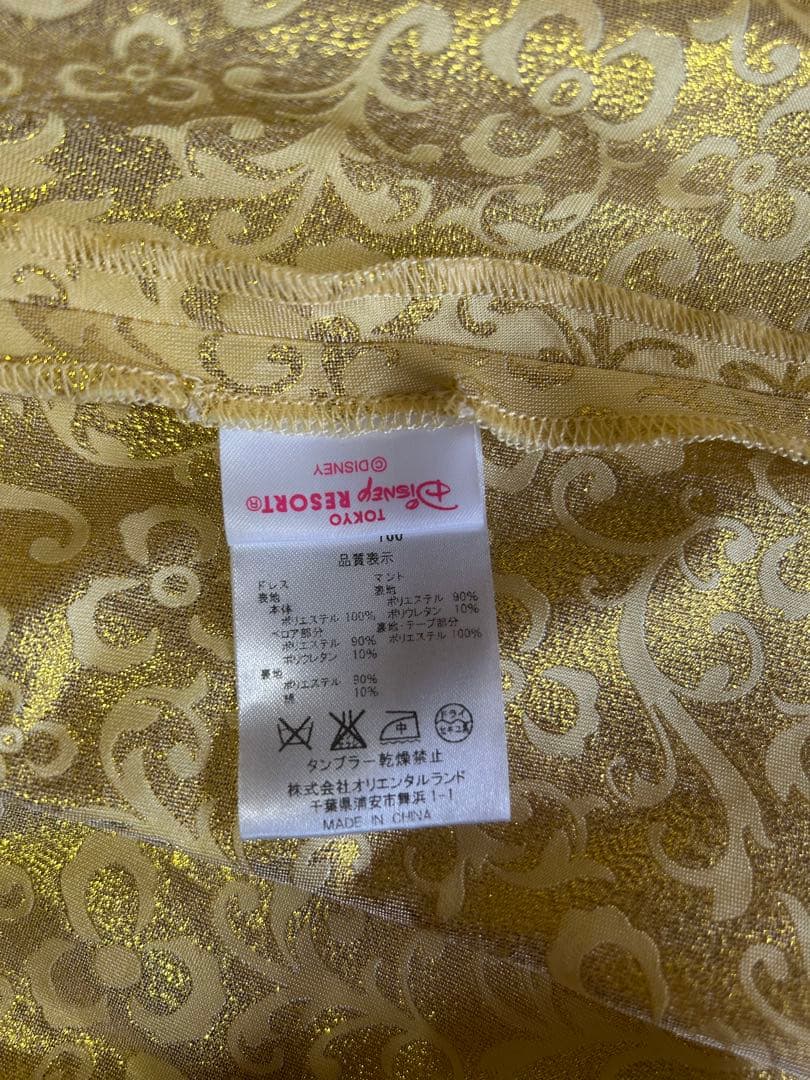 ©DISNEY
Disney RESORT®
TOKYO
100
品質表示
ドレス
表地
本体
ポリエステル 100%
ベロア部分
ポリエステル 90%
ポリウレタン 10%
裏地
ポリエステル 90%
綿 10%
マント
表地
ポリエステル 90%
ポリウレタン 10%
裏地・テープ部分
ポリエステル 100%
中
ドライ
セキユ系
タンブラー乾燥禁止
株式会社オリエンタルランド
千葉県浦安市舞浜1-1
MADE IN CHINA